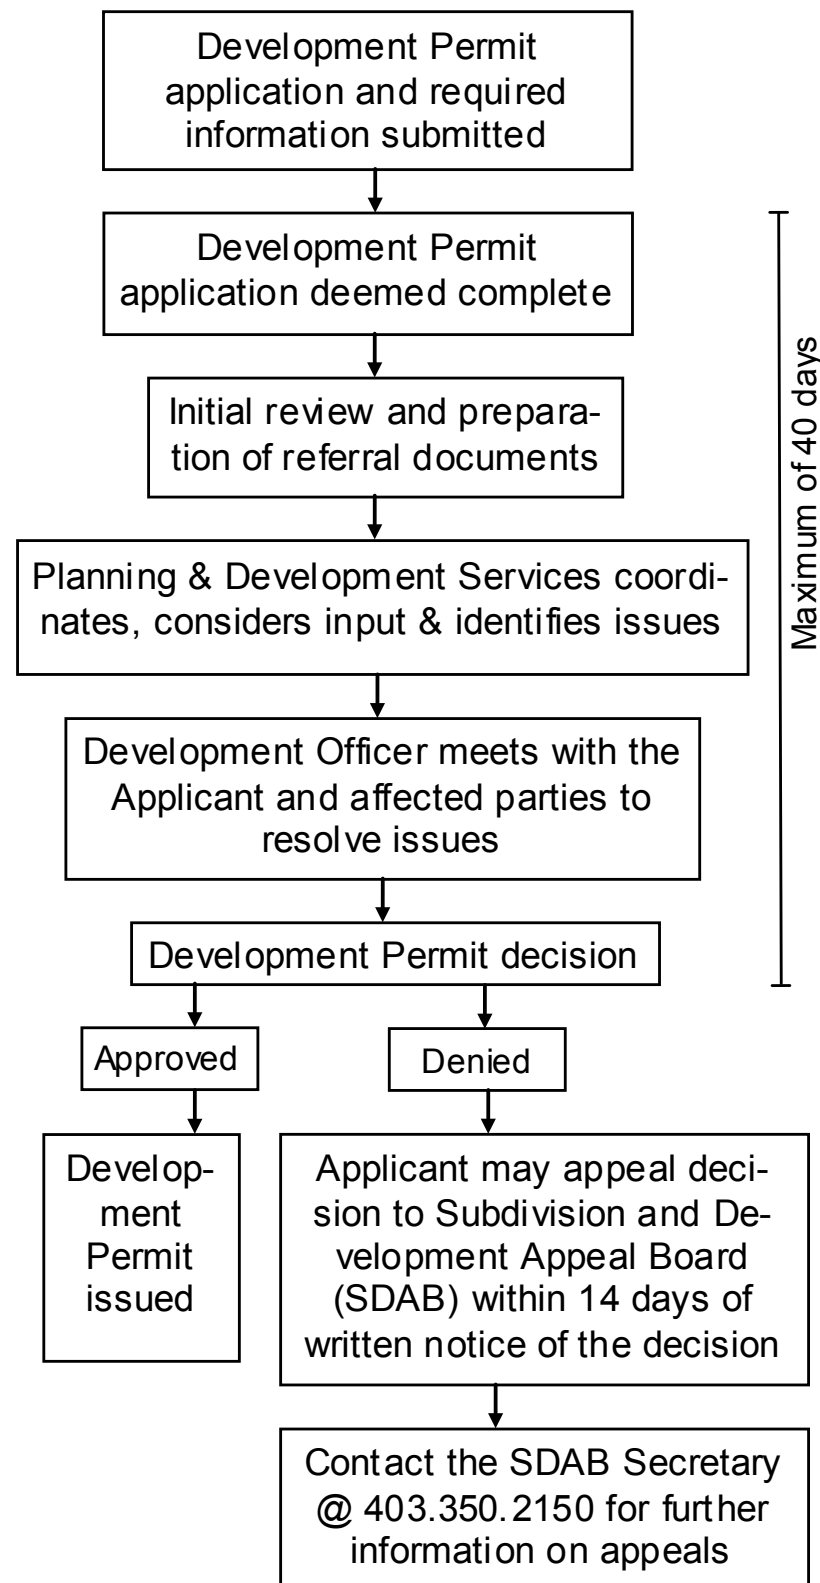 Development Permit
application and required
information submitted
Development Permit
application deemed complete
Initial review and prepara-
tion of referral documents
Planning & Development Services coordi-
nates, considers input & identifies issues
Development Officer meets with the
Applicant and affected parties to
resolve issues
Development Permit decision
Maximum of 40 days
Approved
Denied
Develop-
ment
Permit
issued
Applicant may appeal deci-
sion to Subdivision and De-
velopment Appeal Board
(SDAB) within 14 days of
written notice of the decision
Contact the SDAB Secretary
@ 403.350.2150 for further
information on appeals